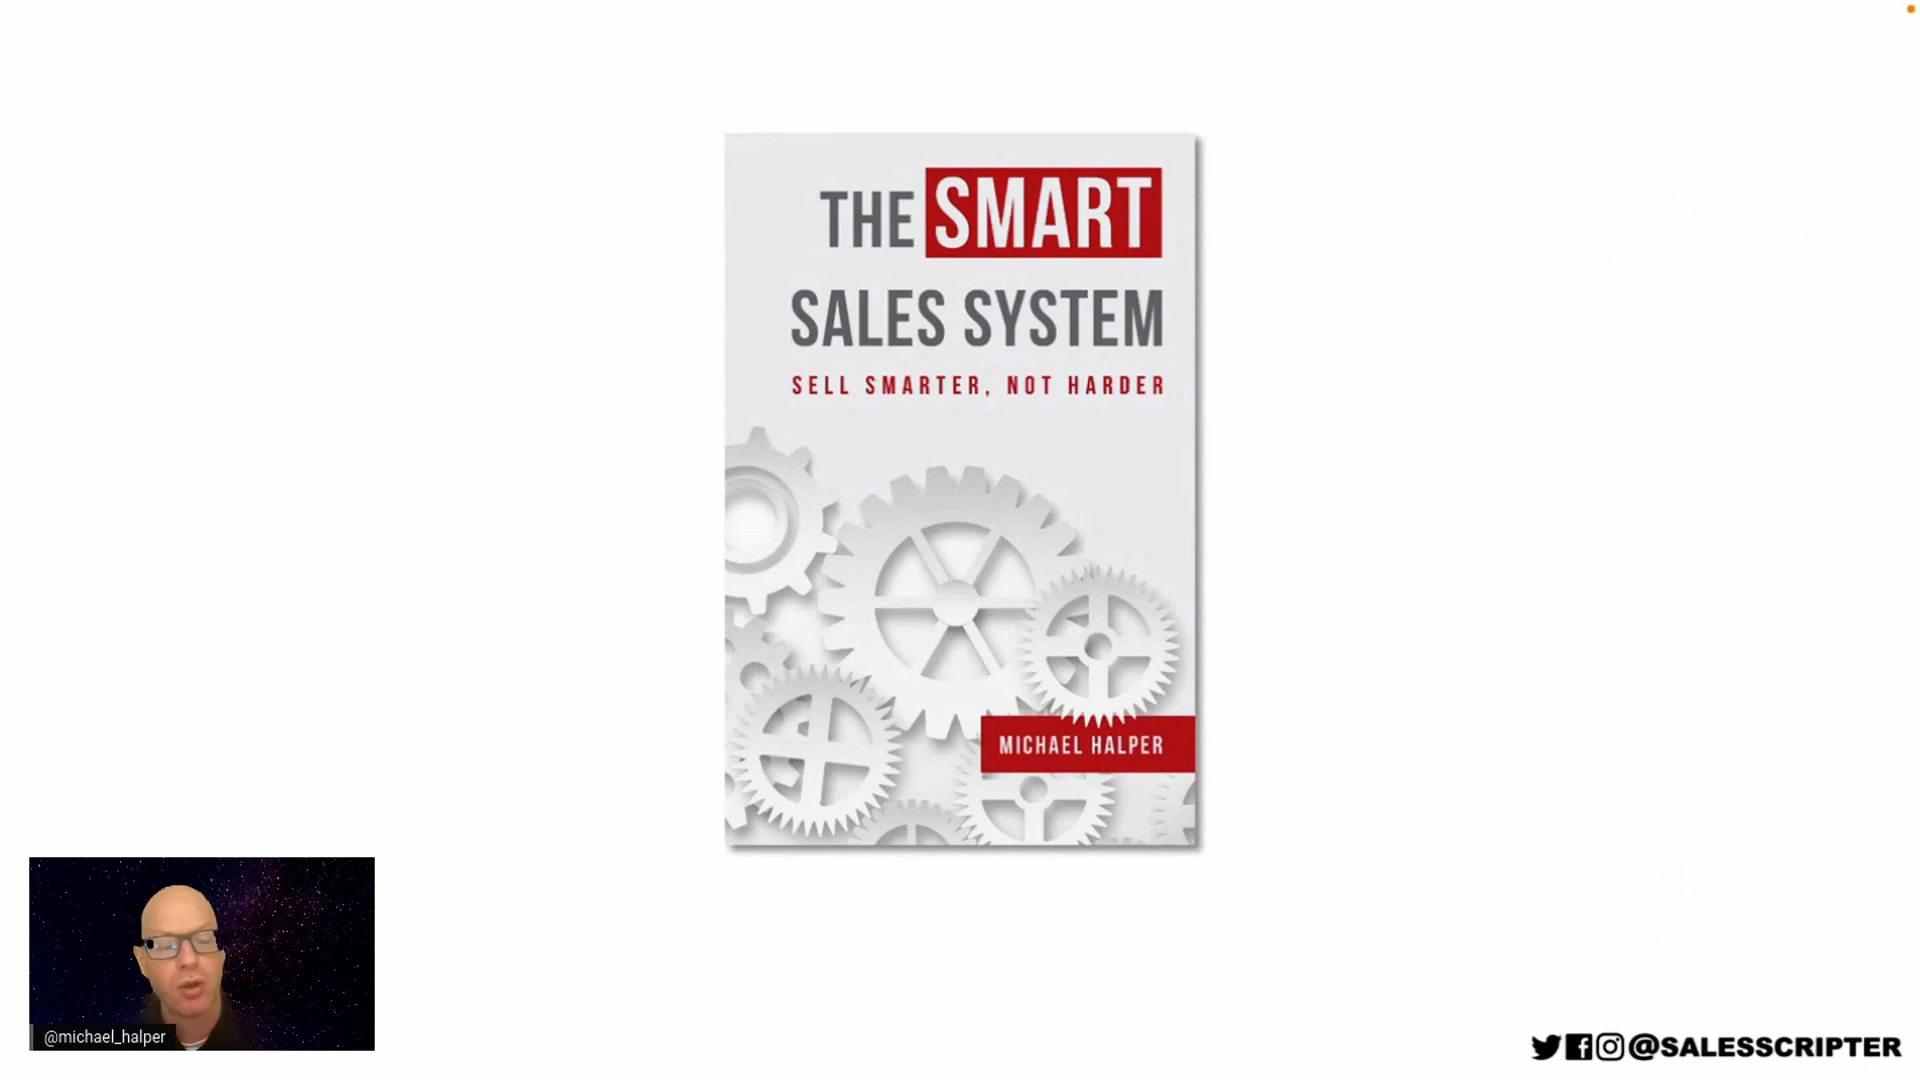 THE SMART
SALES SYSTEM
SELL SMARTER, NOT HARDER
MICHAEL HALPER
@michael_halper
@SALESSCRIPTER